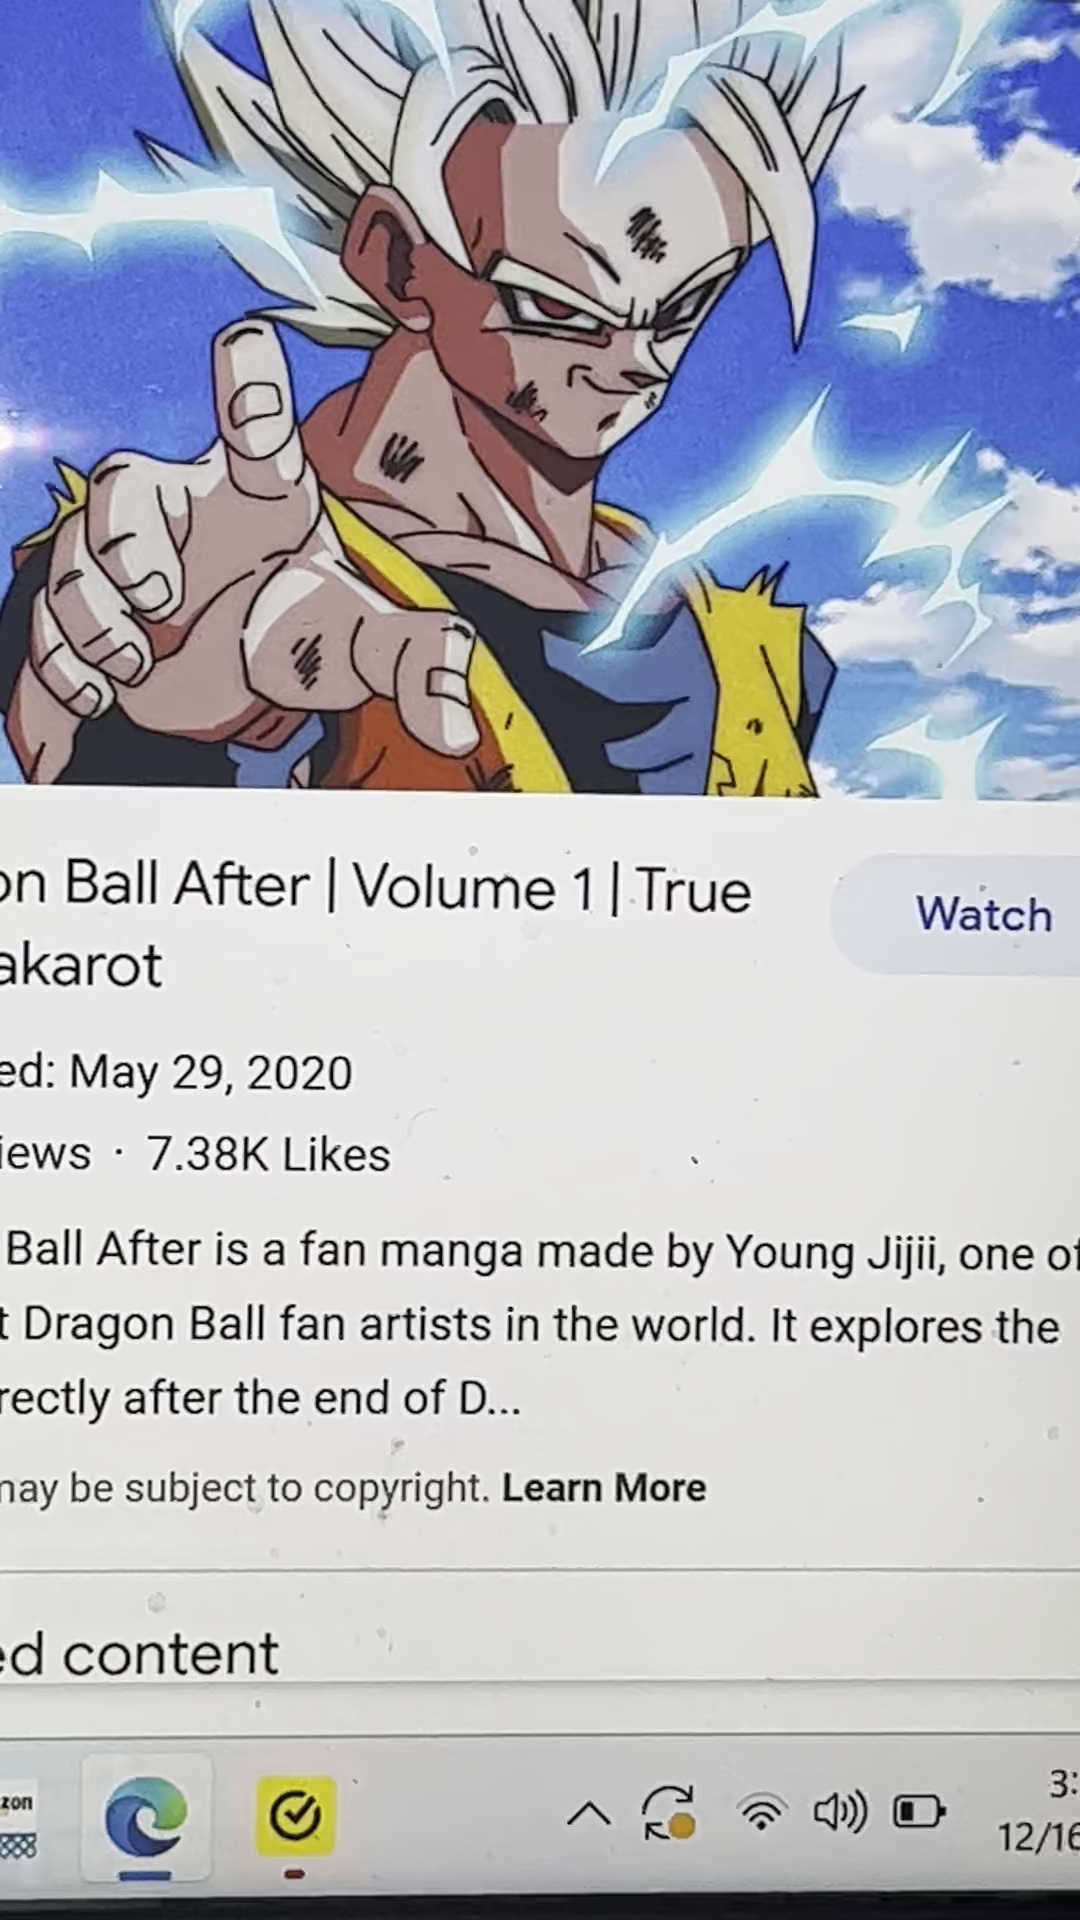 on Ball After | Volume 1 | True
akarot
Watch
ed: May 29, 2020
iews · 7.38K Likes
Ball After is a fan manga made by Young Jijii, one of
t Dragon Ball fan artists in the world. It explores the
rectly after the end of D...
may be subject to copyright. Learn More
ed content
zon
3:
12/16